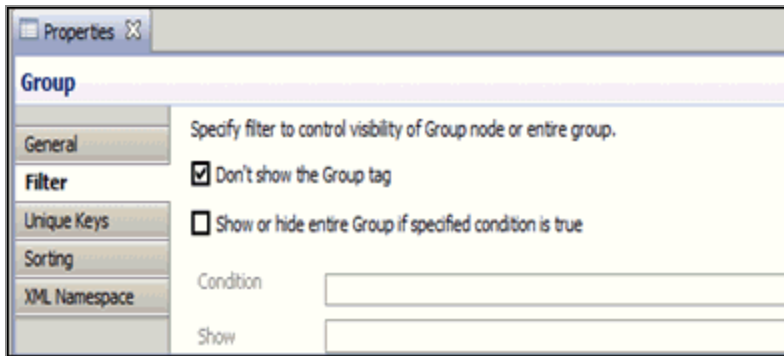 Properties
Group
Specify filter to control visibility of Group node or entire group.
General
Don't show the Group tag
Filter
Unique Keys
Show or hide entire Group if specified condition is true
Sorting
Condition
XML Namespace
Show